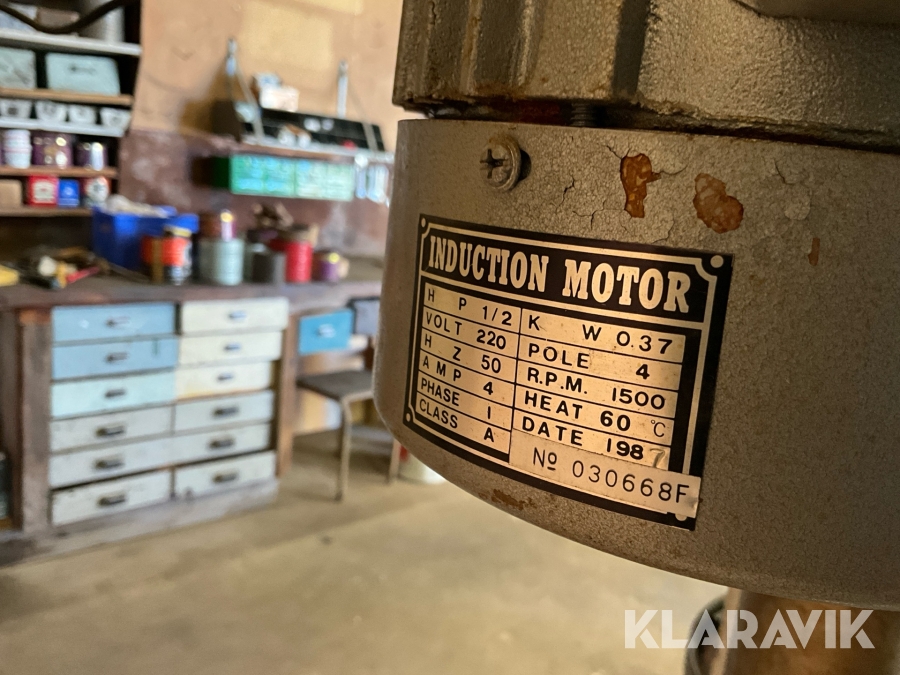 INDUCTION MOTOR
H P 1/2 K W 0.37
VOLT 220 POLE 4
H Z 50 R.P.M. 1500
A M P 4 HEAT 60 °C
PHASE 1 DATE 1987
CLASS A № 030668F
KLARAVIK